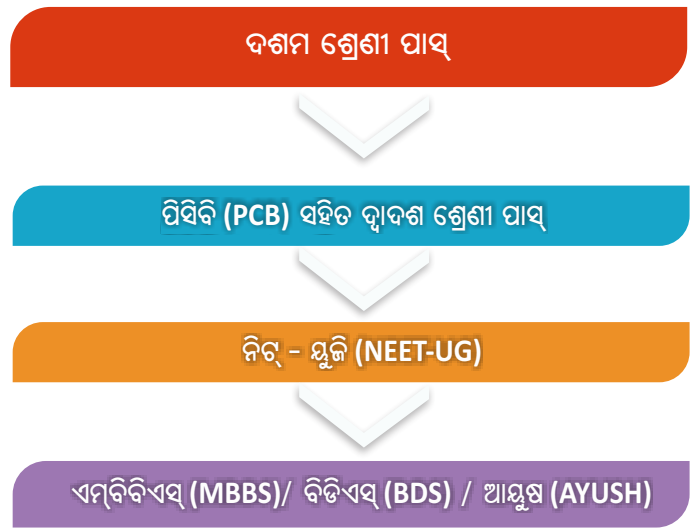 ଦଶମ ଶ୍ରେଣୀ ପାସ୍
ପିସିବି (PCB) ସହିତ ଦ୍ୱାଦଶ ଶ୍ରେଣୀ ପାସ୍
ନିଟ୍ – ୟୁଜି (NEET-UG)
ଏମ୍‌ବିବିଏସ୍ (MBBS)/ ବିଡିଏସ୍ (BDS) / ଆୟୁଷ (AYUSH)